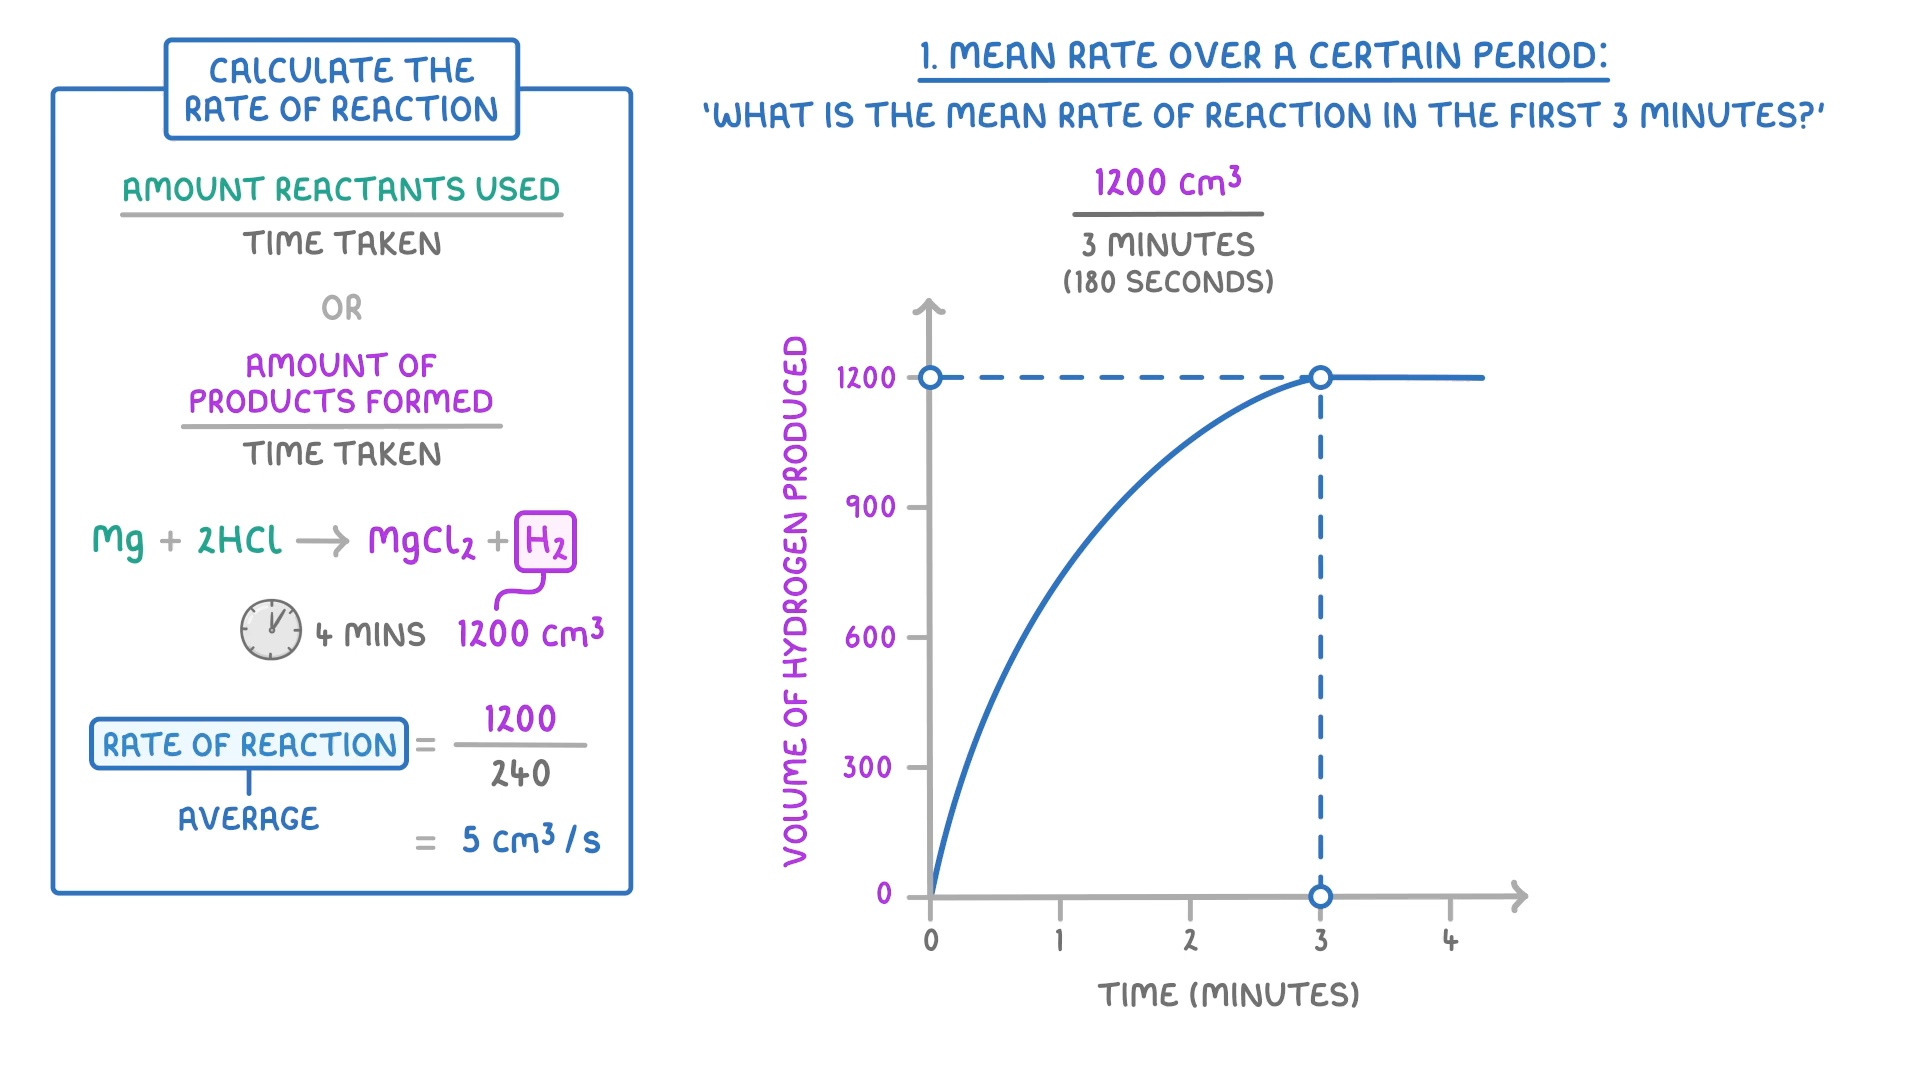 CALCULATE THE
RATE OF REACTION
AMOUNT REACTANTS USED
TIME TAKEN
OR
AMOUNT OF
PRODUCTS FORMED
TIME TAKEN
Mg + 2HCl → MgCl₂ + H₂
4 MINS 1200 cm³
RATE OF REACTION = 1200
240
AVERAGE
= 5 cm³/s
1. MEAN RATE OVER A CERTAIN PERIOD:
'WHAT IS THE MEAN RATE OF REACTION IN THE FIRST 3 MINUTES?'
1200 cm³
3 MINUTES
(180 SECONDS)
VOLUME OF HYDROGEN PRODUCED
1200
900
600
300
0
0 1 2 3 4
TIME (MINUTES)